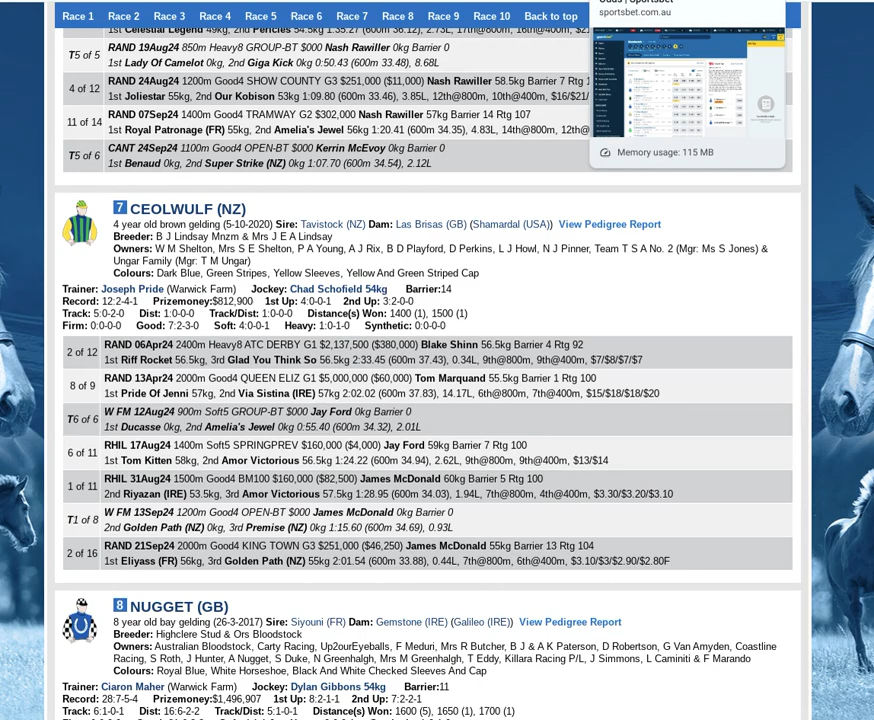 Race 1 Race 2 Race 3 Race 4 Race 5 Race 6 Race 7 Race 8 Race 9 Race 10 Back to top
sportsbet.com.au
Memory usage: 115 MB
1st Celestial Legend 49kg, 2nd Pericles 54.5kg 1:35.27 (600m 36.12), 2.73L, 17th@800m, 16th@400m,
T5 of 5 RAND 19Aug24 850m Heavy8 GROUP-BT $000 Nash Rawiller 0kg Barrier 0
1st Lady Of Camelot 0kg, 2nd Giga Kick 0kg 0:50.43 (600m 33.48), 8.68L
4 of 12 RAND 24Aug24 1200m Good4 SHOW COUNTY G3 $251,000 ($11,000) Nash Rawiller 58.5kg Barrier 7 Rtg
1st Joliestar 55kg, 2nd Our Kobison 53kg 1:09.80 (600m 33.46), 3.85L, 12th@800m, 10th@400m, $16/$21/
11 of 14 RAND 07Sep24 1400m Good4 TRAMWAY G2 $302,000 Nash Rawiller 57kg Barrier 14 Rtg 107
1st Royal Patronage (FR) 55kg, 2nd Amelia's Jewel 56kg 1:20.41 (600m 34.35), 4.83L, 14th@800m, 12th@
T5 of 6 CANT 24Sep24 1100m Good4 OPEN-BT $000 Kerrin McEvoy 0kg Barrier 0
1st Benaud 0kg, 2nd Super Strike (NZ) 0kg 1:07.70 (600m 34.54), 2.12L
7 CEOLWULF (NZ)
4 year old brown gelding (5-10-2020) Sire: Tavistock (NZ) Dam: Las Brisas (GB) (Shamardal (USA)) View Pedigree Report
Breeder: B J Lindsay Mnzm & Mrs J E A Lindsay
Owners: W M Shelton, Mrs S E Shelton, P A Young, A J Rix, B D Playford, D Perkins, L J Howl, N J Pinner, Team T S A No. 2 (Mgr: Ms S Jones) &
Ungar Family (Mgr: T M Ungar)
Colours: Dark Blue, Green Stripes, Yellow Sleeves, Yellow And Green Striped Cap
Trainer: Joseph Pride (Warwick Farm) Jockey: Chad Schofield 54kg Barrier:14
Record: 12:2-4-1 Prizemoney:$812,900 1st Up: 4:0-0-1 2nd Up: 3:2-0-0
Track: 5:0-2-0 Dist: 1:0-0-0 Track/Dist: 1:0-0-0 Distance(s) Won: 1400 (1), 1500 (1)
Firm: 0:0-0-0 Good: 7:2-3-0 Soft: 4:0-0-1 Heavy: 1:0-1-0 Synthetic: 0:0-0-0
2 of 12 RAND 06Apr24 2400m Heavy8 ATC DERBY G1 $2,137,500 ($380,000) Blake Shinn 56.5kg Barrier 4 Rtg 92
1st Riff Rocket 56.5kg, 3rd Glad You Think So 56.5kg 2:33.45 (600m 37.43), 0.34L, 9th@800m, 9th@400m, $7/$8/$7/$7
8 of 9 RAND 13Apr24 2000m Good4 QUEEN ELIZ G1 $5,000,000 ($60,000) Tom Marquand 55.5kg Barrier 1 Rtg 100
1st Pride Of Jenni 57kg, 2nd Via Sistina (IRE) 57kg 2:02.02 (600m 37.83), 14.17L, 6th@800m, 7th@400m, $15/$18/$18/$20
T6 of 6 W FM 12Aug24 900m Soft5 GROUP-BT $000 Jay Ford 0kg Barrier 0
1st Ducasse 0kg, 2nd Amelia's Jewel 0kg 0:55.40 (600m 34.32), 2.01L
6 of 11 RHIL 17Aug24 1400m Soft5 SPRINGPREV $160,000 ($4,000) Jay Ford 59kg Barrier 7 Rtg 100
1st Tom Kitten 58kg, 2nd Amor Victorious 56.5kg 1:24.22 (600m 34.94), 2.62L, 9th@800m, 9th@400m, $13/$14
1 of 11 RHIL 31Aug24 1500m Good4 BM100 $160,000 ($82,500) James McDonald 60kg Barrier 5 Rtg 100
2nd Riyazan (IRE) 53.5kg, 3rd Amor Victorious 57.5kg 1:28.95 (600m 34.03), 1.94L, 7th@800m, 4th@400m, $3.30/$3.20/$3.10
T1 of 8 W FM 13Sep24 1200m Good4 OPEN-BT $000 James McDonald 0kg Barrier 0
2nd Golden Path (NZ) 0kg, 3rd Premise (NZ) 0kg 1:15.60 (600m 34.69), 0.93L
2 of 16 RAND 21Sep24 2000m Good4 KING TOWN G3 $251,000 ($46,250) James McDonald 55kg Barrier 13 Rtg 104
1st Eliyass (FR) 56kg, 3rd Golden Path (NZ) 55kg 2:01.54 (600m 33.88), 0.44L, 7th@800m, 6th@400m, $3.10/$3/$2.90/$2.80F
8 NUGGET (GB)
8 year old bay gelding (26-3-2017) Sire: Siyouni (FR) Dam: Gemstone (IRE) (Galileo (IRE)) View Pedigree Report
Breeder: Highclere Stud & Ors Bloodstock
Owners: Australian Bloodstock, Carty Racing, Up2ourEyeballs, F Meduri, Mrs R Butcher, B J & A K Paterson, D Robertson, G Van Amyden, Coastline
Racing, S Roth, J Hunter, A Nugget, S Duke, N Greenhalgh, Mrs M Greenhalgh, T Eddy, Killara Racing P/L, J Simmons, L Caminiti & F Marando
Colours: Royal Blue, White Horseshoe, Black And White Checked Sleeves And Cap
Trainer: Ciaron Maher (Warwick Farm) Jockey: Dylan Gibbons 54kg Barrier:11
Record: 28:7-5-4 Prizemoney:$1,496,907 1st Up: 8:2-1-1 2nd Up: 7:2-2-1
Track: 6:1-0-1 Dist: 16:6-2-2 Track/Dist: 5:1-0-1 Distance(s) Won: 1600 (5), 1650 (1), 1700 (1)